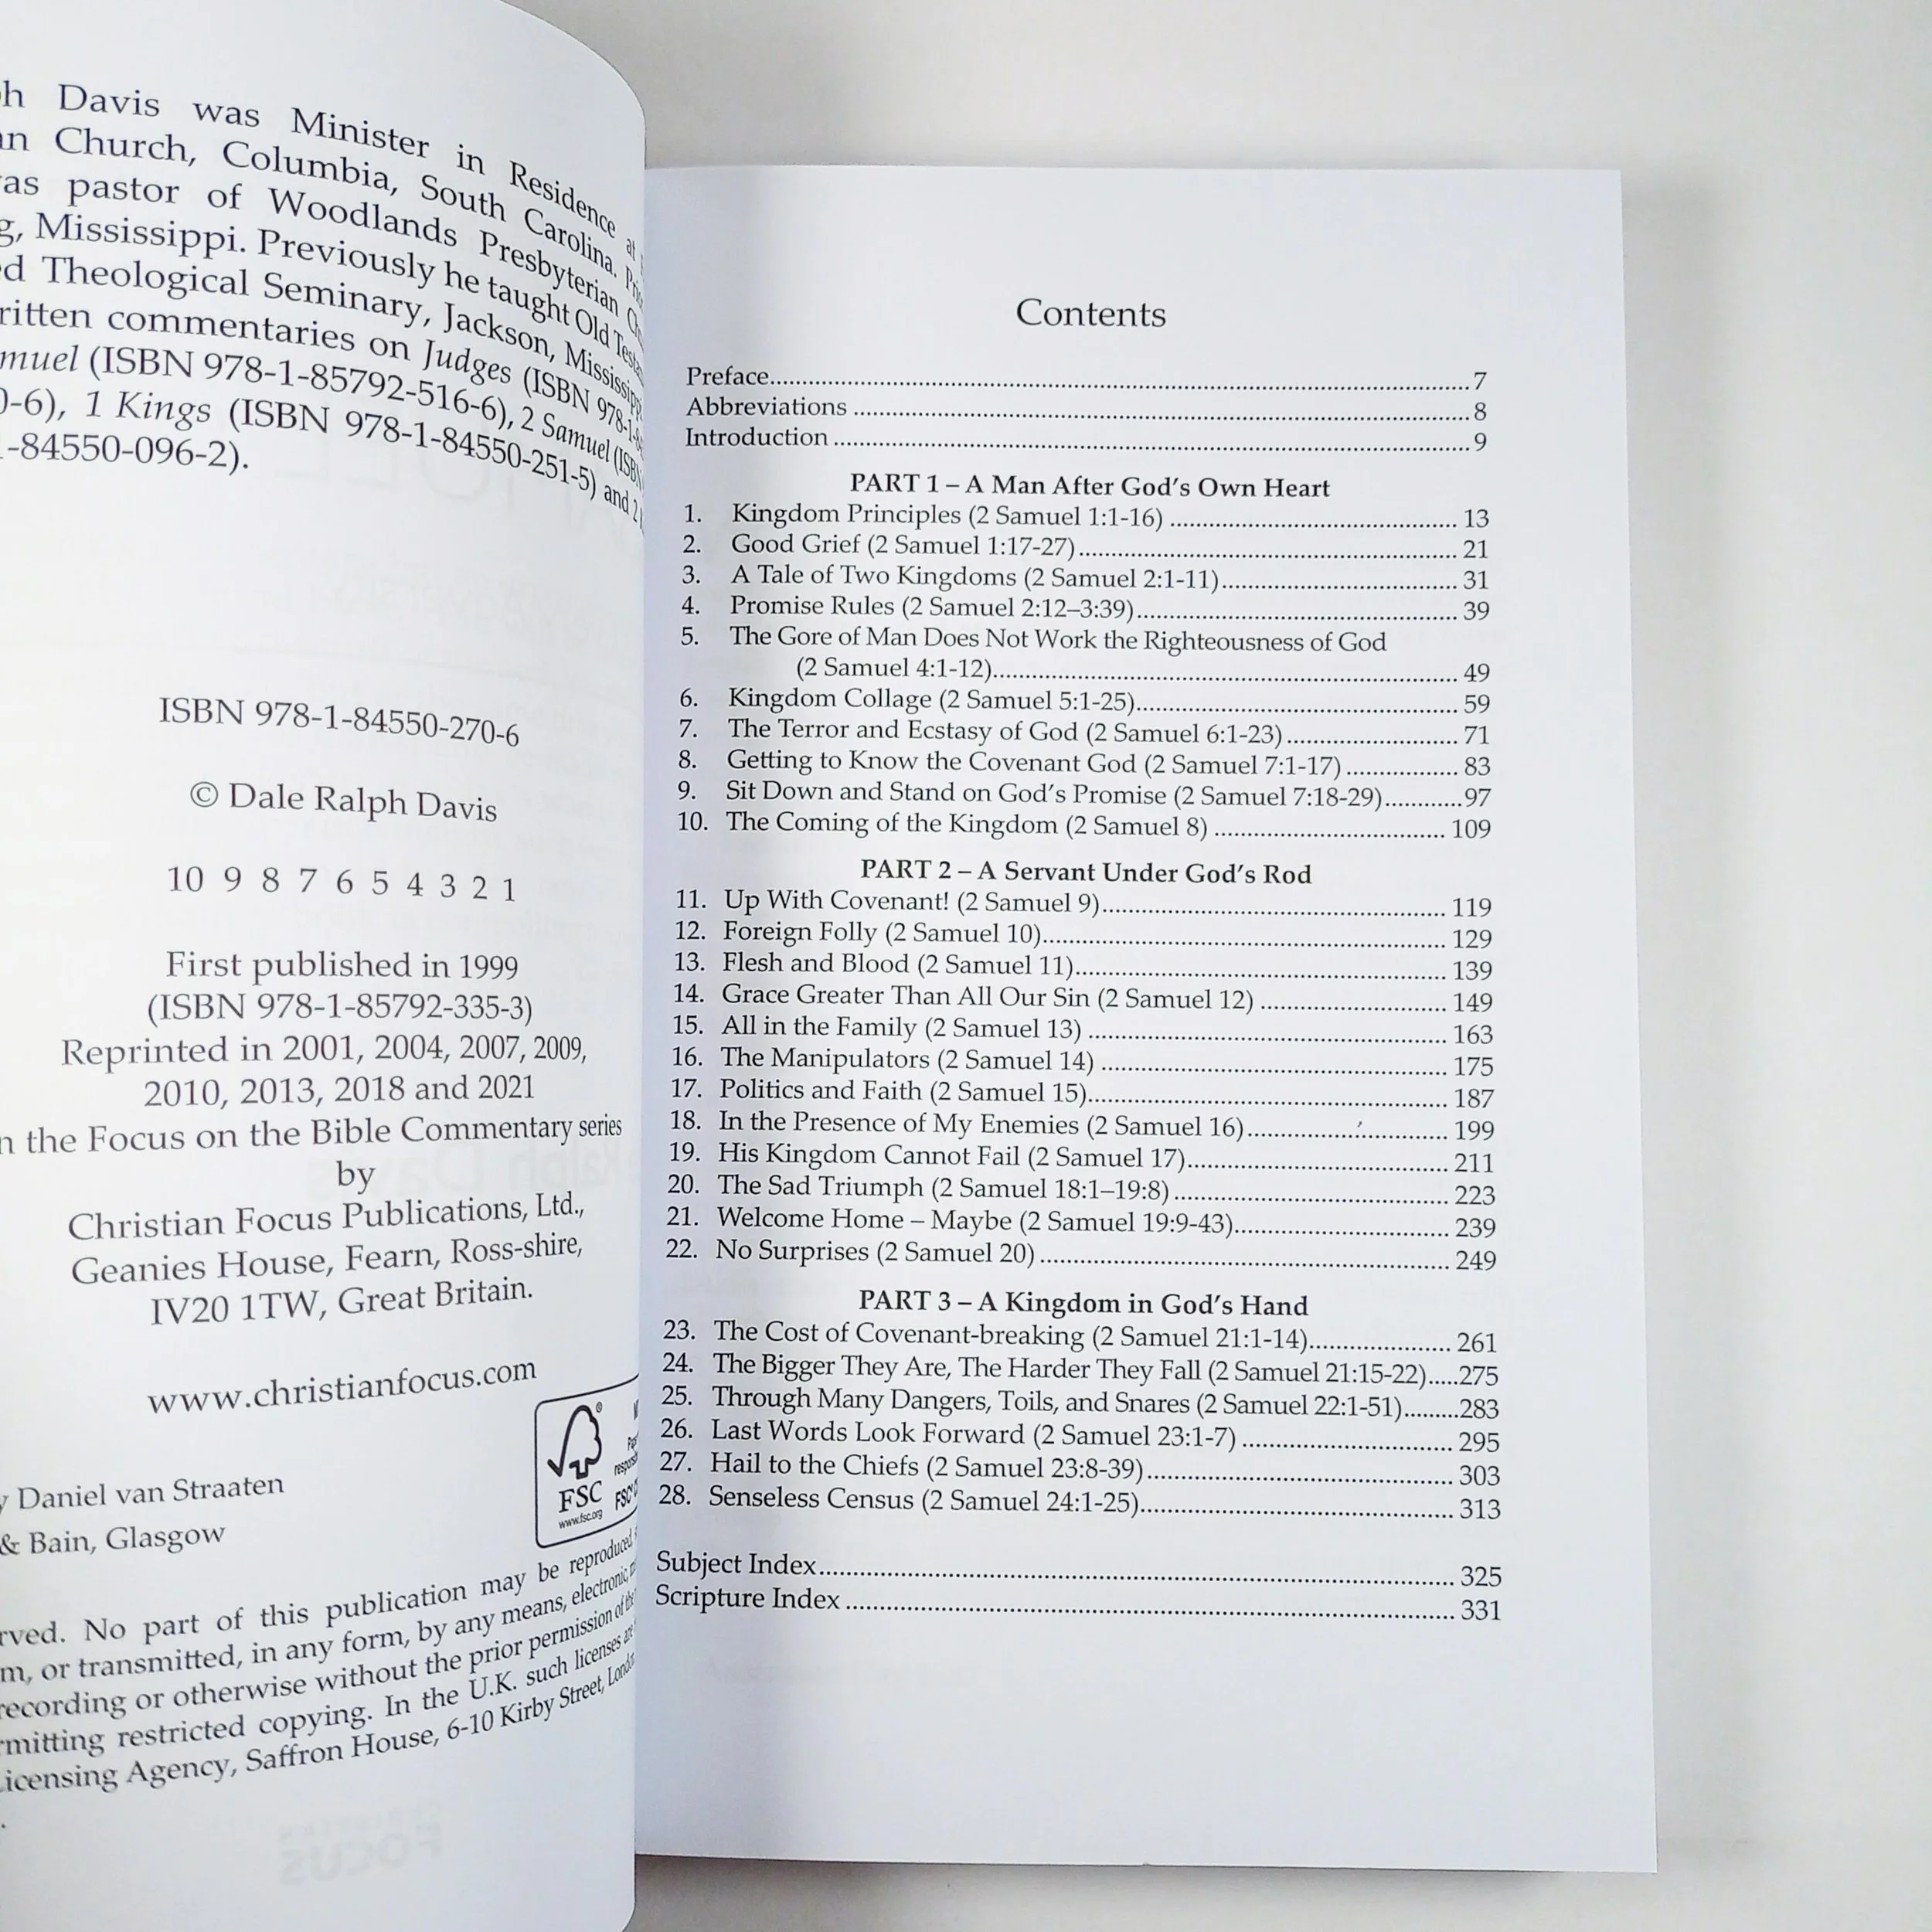 h Davis was Minister in Residence at
an Church, Columbia, South Carolina.
as pastor of Woodlands Presbyterian
g, Mississippi. Previously he taught Old
ed Theological Seminary, Jackson, Mississippi
ritten commentaries on Judges (ISBN
muel (ISBN 978-1-85792-516-6), 2 Samuel
0-6), 1 Kings (ISBN 978-1-84550-251-5) and 2
-84550-096-2).
ISBN 978-1-84550-270-6
© Dale Ralph Davis
10 9 8 7 6 5 4 3 2 1
First published in 1999
(ISBN 978-1-85792-335-3)
Reprinted in 2001, 2004, 2007, 2009,
2010, 2013, 2018 and 2021
n the Focus on the Bible Commentary series
by
Christian Focus Publications, Ltd.,
Geanies House, Fearn, Ross-shire,
IV20 1TW, Great Britain.
www.christianfocus.com
y Daniel van Straaten
& Bain, Glasgow
FSC
www.fsc.org
rved. No part of this publication may be reproduced
m, or transmitted, in any form, by any means, electronic
recording or otherwise without the prior permission of the
rmitting restricted copying. In the U.K. such licenses are
Licensing Agency, Saffron House, 6-10 Kirby Street,
Contents
Preface..........7
Abbreviations..........8
Introduction..........9
PART 1 – A Man After God's Own Heart
1. Kingdom Principles (2 Samuel 1:1-16)..........13
2. Good Grief (2 Samuel 1:17-27)..........21
3. A Tale of Two Kingdoms (2 Samuel 2:1-11)..........31
4. Promise Rules (2 Samuel 2:12–3:39)..........39
5. The Gore of Man Does Not Work the Righteousness of God
(2 Samuel 4:1-12)..........49
6. Kingdom Collage (2 Samuel 5:1-25)..........59
7. The Terror and Ecstasy of God (2 Samuel 6:1-23)..........71
8. Getting to Know the Covenant God (2 Samuel 7:1-17)..........83
9. Sit Down and Stand on God's Promise (2 Samuel 7:18-29)..........97
10. The Coming of the Kingdom (2 Samuel 8)..........109
PART 2 – A Servant Under God's Rod
11. Up With Covenant! (2 Samuel 9)..........119
12. Foreign Folly (2 Samuel 10)..........129
13. Flesh and Blood (2 Samuel 11)..........139
14. Grace Greater Than All Our Sin (2 Samuel 12)..........149
15. All in the Family (2 Samuel 13)..........163
16. The Manipulators (2 Samuel 14)..........175
17. Politics and Faith (2 Samuel 15)..........187
18. In the Presence of My Enemies (2 Samuel 16)..........199
19. His Kingdom Cannot Fail (2 Samuel 17)..........211
20. The Sad Triumph (2 Samuel 18:1–19:8)..........223
21. Welcome Home – Maybe (2 Samuel 19:9-43)..........239
22. No Surprises (2 Samuel 20)..........249
PART 3 – A Kingdom in God's Hand
23. The Cost of Covenant-breaking (2 Samuel 21:1-14)..........261
24. The Bigger They Are, The Harder They Fall (2 Samuel 21:15-22).....275
25. Through Many Dangers, Toils, and Snares (2 Samuel 22:1-51).........283
26. Last Words Look Forward (2 Samuel 23:1-7)..........295
27. Hail to the Chiefs (2 Samuel 23:8-39)..........303
28. Senseless Census (2 Samuel 24:1-25)..........313
Subject Index..........325
Scripture Index..........331